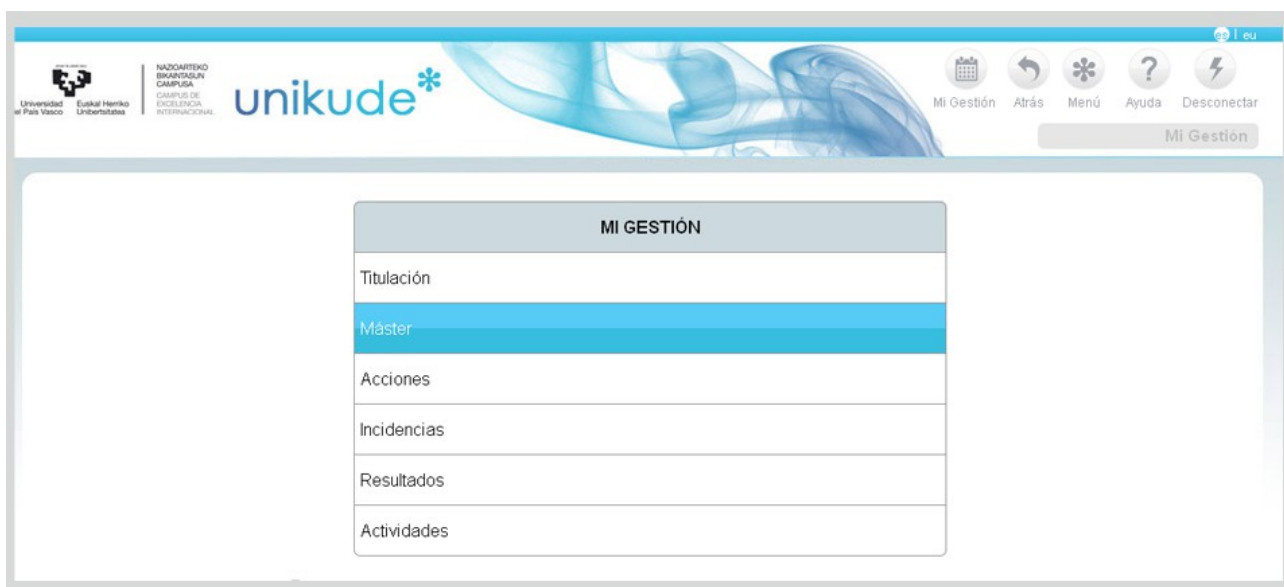 es | eu
NAZIOARTEKO
BIKAINTASUN
CAMPUSA
CAMPUS DE
EXCELENCIA
INTERNACIONAL
Universidad
el País Vasco
Euskal Herriko
Unibertsitatea
unikude*
Mi Gestión Atrás Menú Ayuda Desconectar
Mi Gestión
MI GESTIÓN
Titulación
Máster
Acciones
Incidencias
Resultados
Actividades